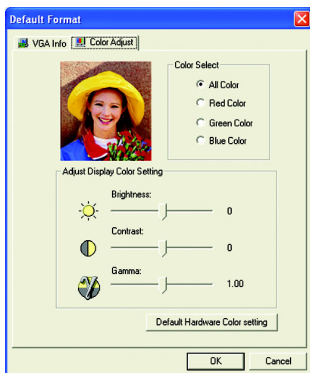 Default Format
VGA Info
Color Adjust
Color Select
All Color
Red Color
Green Color
Blue Color
Adjust Display Color Setting
Brightness:
0
Contrast:
0
Gamma:
1.00
Default Hardware Color setting
OK
Cancel